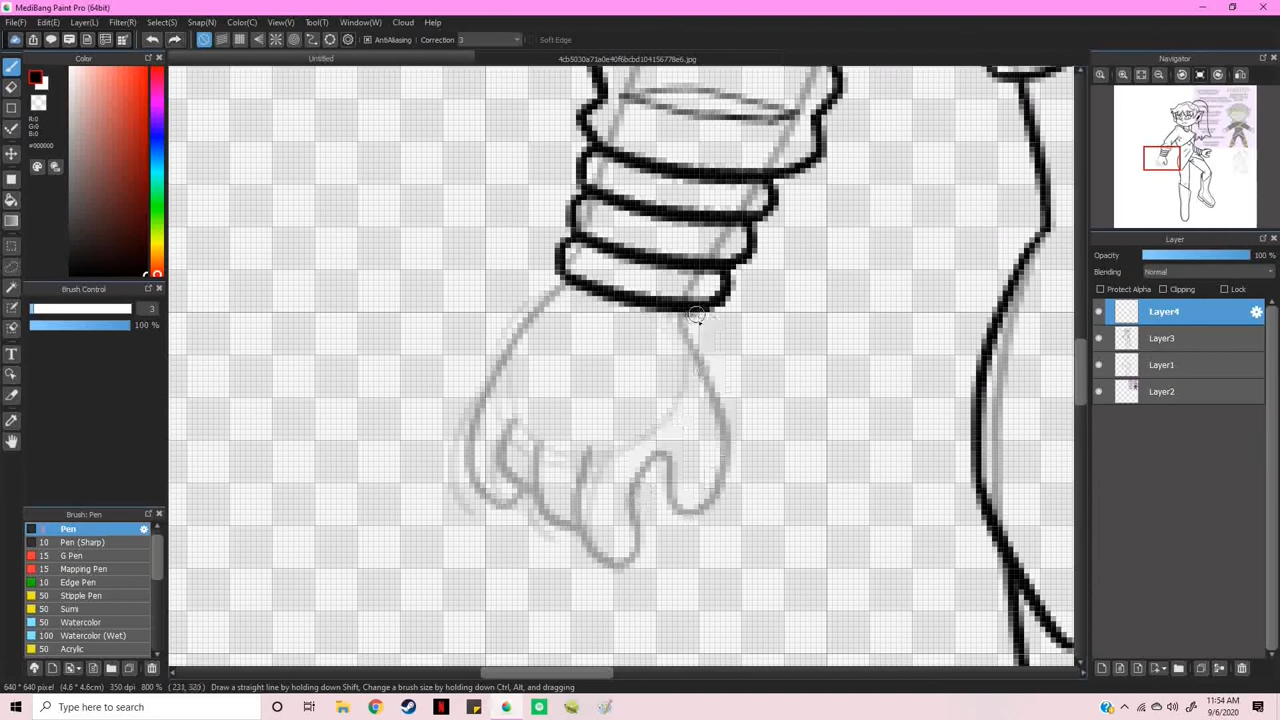 MediBang Paint Pro (64bit)
File(F) Edit(E) Layer(L) Filter(R) Select(S) Snap(N) Color(C) View(V) Tool(T) Window(W) Cloud Help
AntiAliasing Correction 3 Soft Edge
Color
Untitled
4cb5030a71a0e40f6bcbd104156778e6.jpg
Navigator
R:0
G:0
B:0
#000000
Brush Control
3
100 %
Layer
Opacity 100 %
Blending Normal
Protect Alpha Clipping Lock
Layer4
Layer3
Layer1
Layer2
Brush: Pen
Pen
10 Pen (Sharp)
15 G Pen
15 Mapping Pen
10 Edge Pen
50 Stipple Pen
50 Sumi
50 Watercolor
100 Watercolor (Wet)
50 Acrylic
640 * 640 pixel (4.6 * 4.6cm) 350 dpi 800 % Draw a straight line by holding down Shift, Change a brush size by holding down Ctrl, Alt, and dragging
Type here to search
11:54 AM
9/6/2020